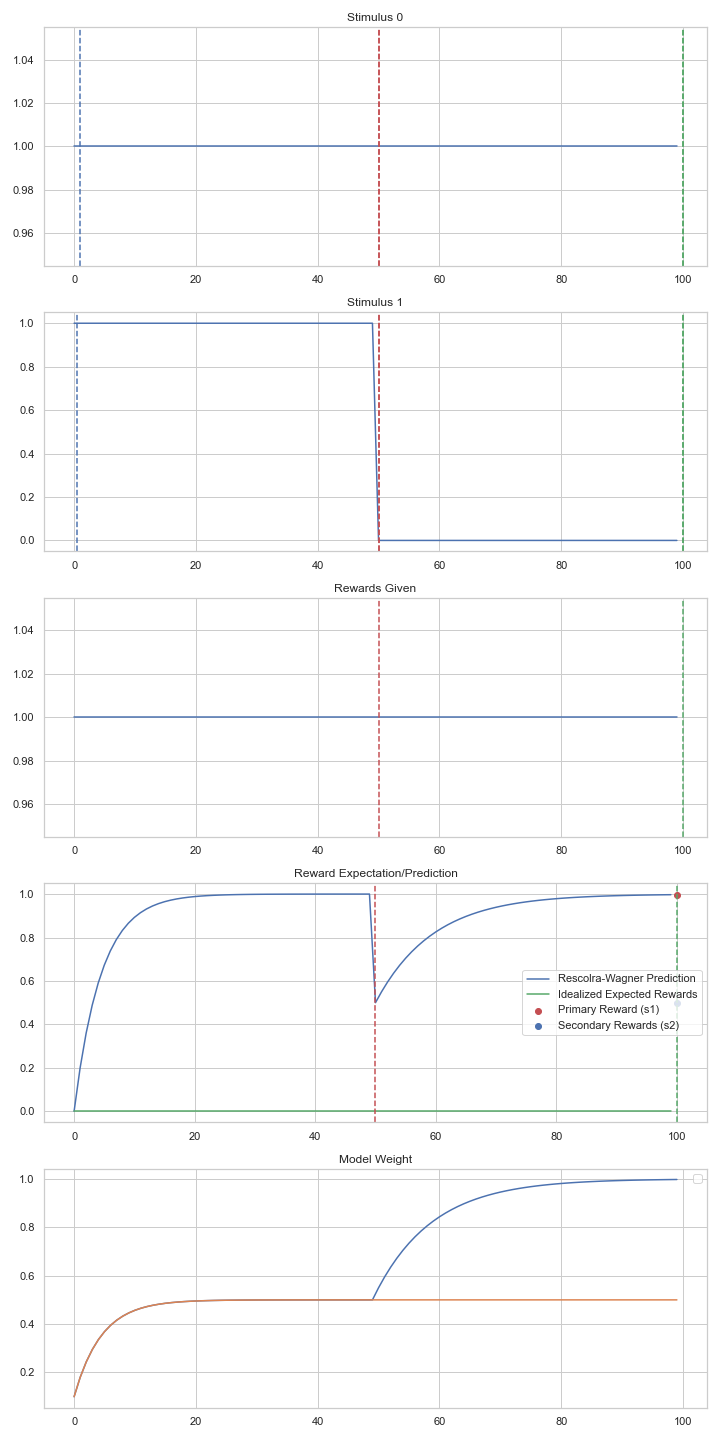 Stimulus 0
1.04
1.02
1.00
0.98
0.96
0 20 40 60 80 100
Stimulus 1
1.0
0.8
0.6
0.4
0.2
0.0
0 20 40 60 80 100
Rewards Given
1.04
1.02
1.00
0.98
0.96
0 20 40 60 80 100
Reward Expectation/Prediction
1.0
0.8
0.6
0.4
0.2
0.0
Rescolra-Wagner Prediction
Idealized Expected Rewards
Primary Reward (s1)
Secondary Rewards (s2)
0 20 40 60 80 100
Model Weight
1.0
0.8
0.6
0.4
0.2
0 20 40 60 80 100